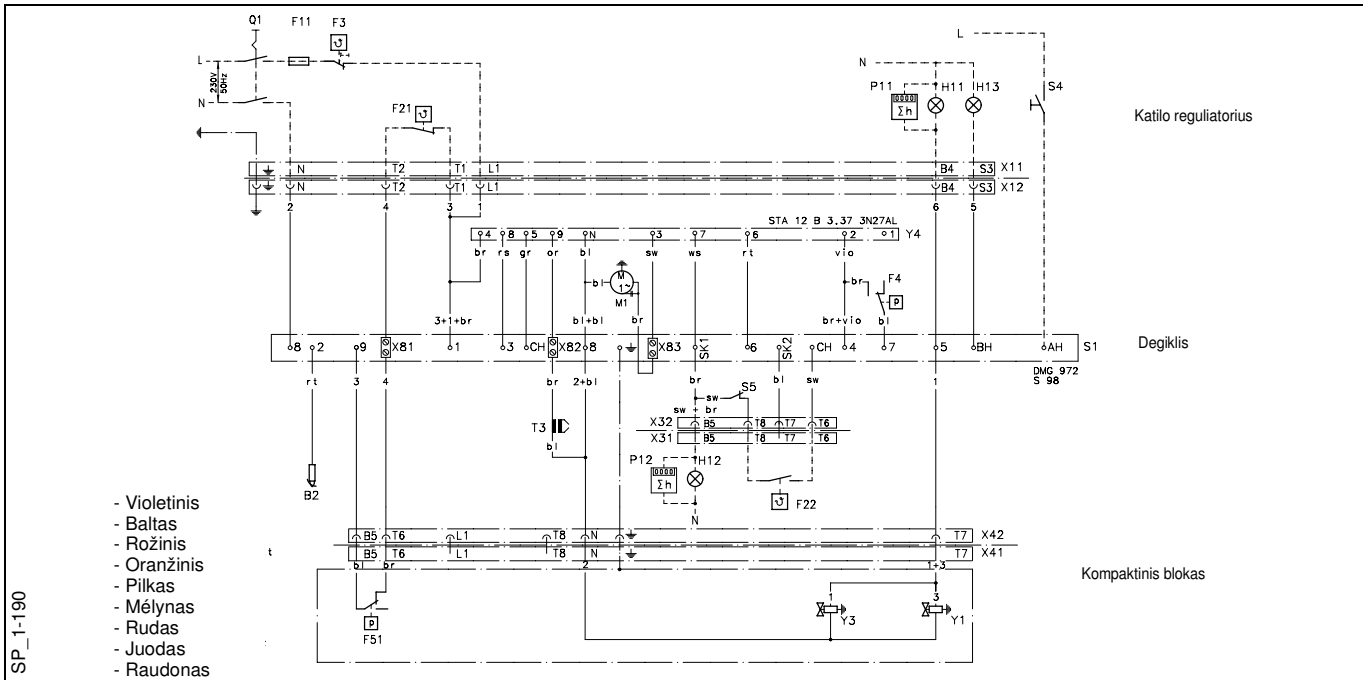 Q1 F11 F3
L
230V
50Hz
N
F21
L
N
P11 H11 H13 S4
Σh
Katilo reguliatorius
N T2 T1 L1 B4 S3 X11
N T2 T1 L1 B4 S3 X12
2 4 3 1 6 5
STA 12 B 3.37 3N27AL
4 8 5 9 N 3 7 6 2 1 Y4
br rs gr or bl sw ws rt vio
bl M
1~
M1
br F4
P
br
3+1+br bl+bl br+vio bl
8 2 9 X81 1 3 CH X82 8 X83 SK1 6 SK2 CH 4 7 5 BH AH S1
Degiklis
DMG 972
S 98
rt 3 4 br 2+bl br bl sw 1
sw S5
sw + br
T3
bl
X32 B5 T8 T7 T6
X31 B5 T8 T7 T6
P12 H12
Σh
F22
N
B2
B5 T6 L1 T8 N T7 X42
B5 T6 L1 T8 N T7 X41
bl br 2 1+3
Kompaktinis blokas
1 3
Y3 Y1
P
F51
- Violetinis
- Baltas
- Rožinis
t
- Oranžinis
- Pilkas
- Mėlynas
- Rudas
- Juodas
- Raudonas
SP_1-190